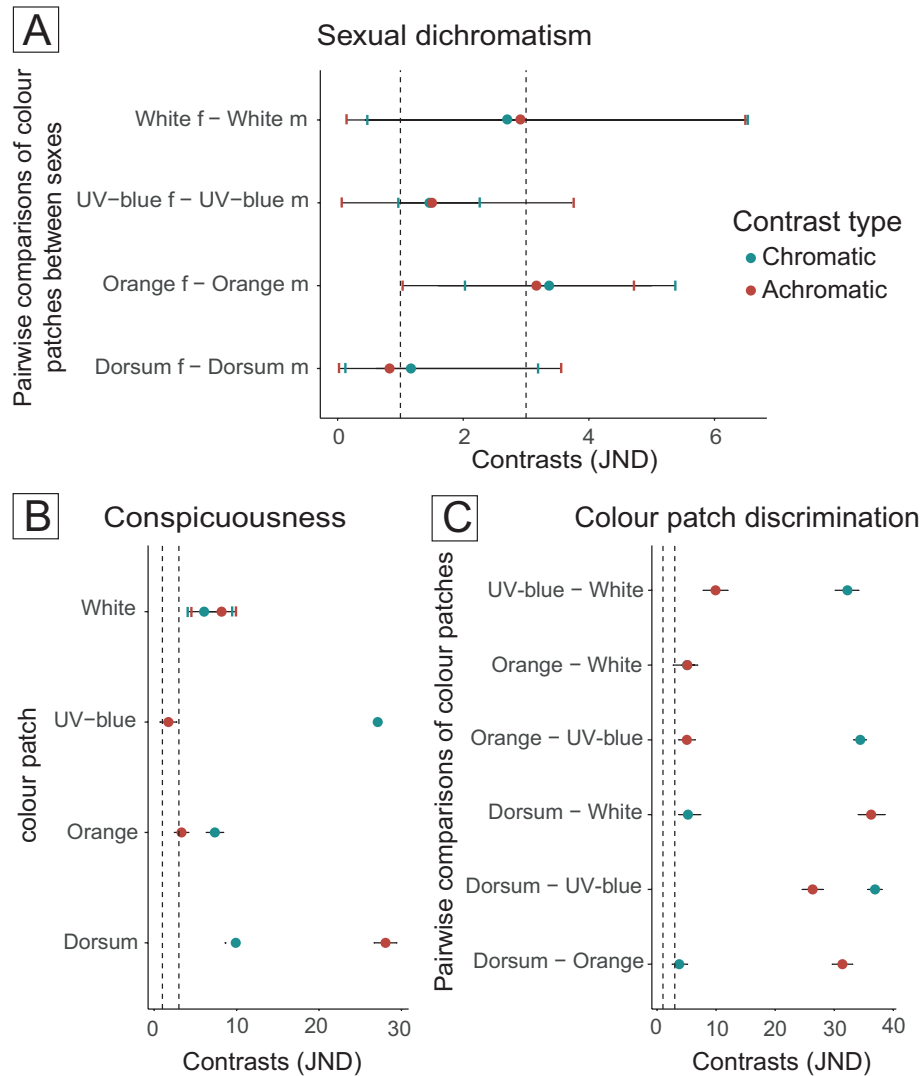 A
Sexual dichromatism
Pairwise comparisons of colour
patches between sexes
White f − White m
UV−blue f − UV−blue m
Orange f − Orange m
Dorsum f − Dorsum m
Contrast type
Chromatic
Achromatic
0 2 4 6
Contrasts (JND)
B
Conspicuousness
colour patch
White
UV−blue
Orange
Dorsum
0 10 20 30
Contrasts (JND)
C
Colour patch discrimination
Pairwise comparisons of colour patches
UV-blue − White
Orange − White
Orange − UV-blue
Dorsum − White
Dorsum − UV-blue
Dorsum − Orange
0 10 20 30 40
Contrasts (JND)